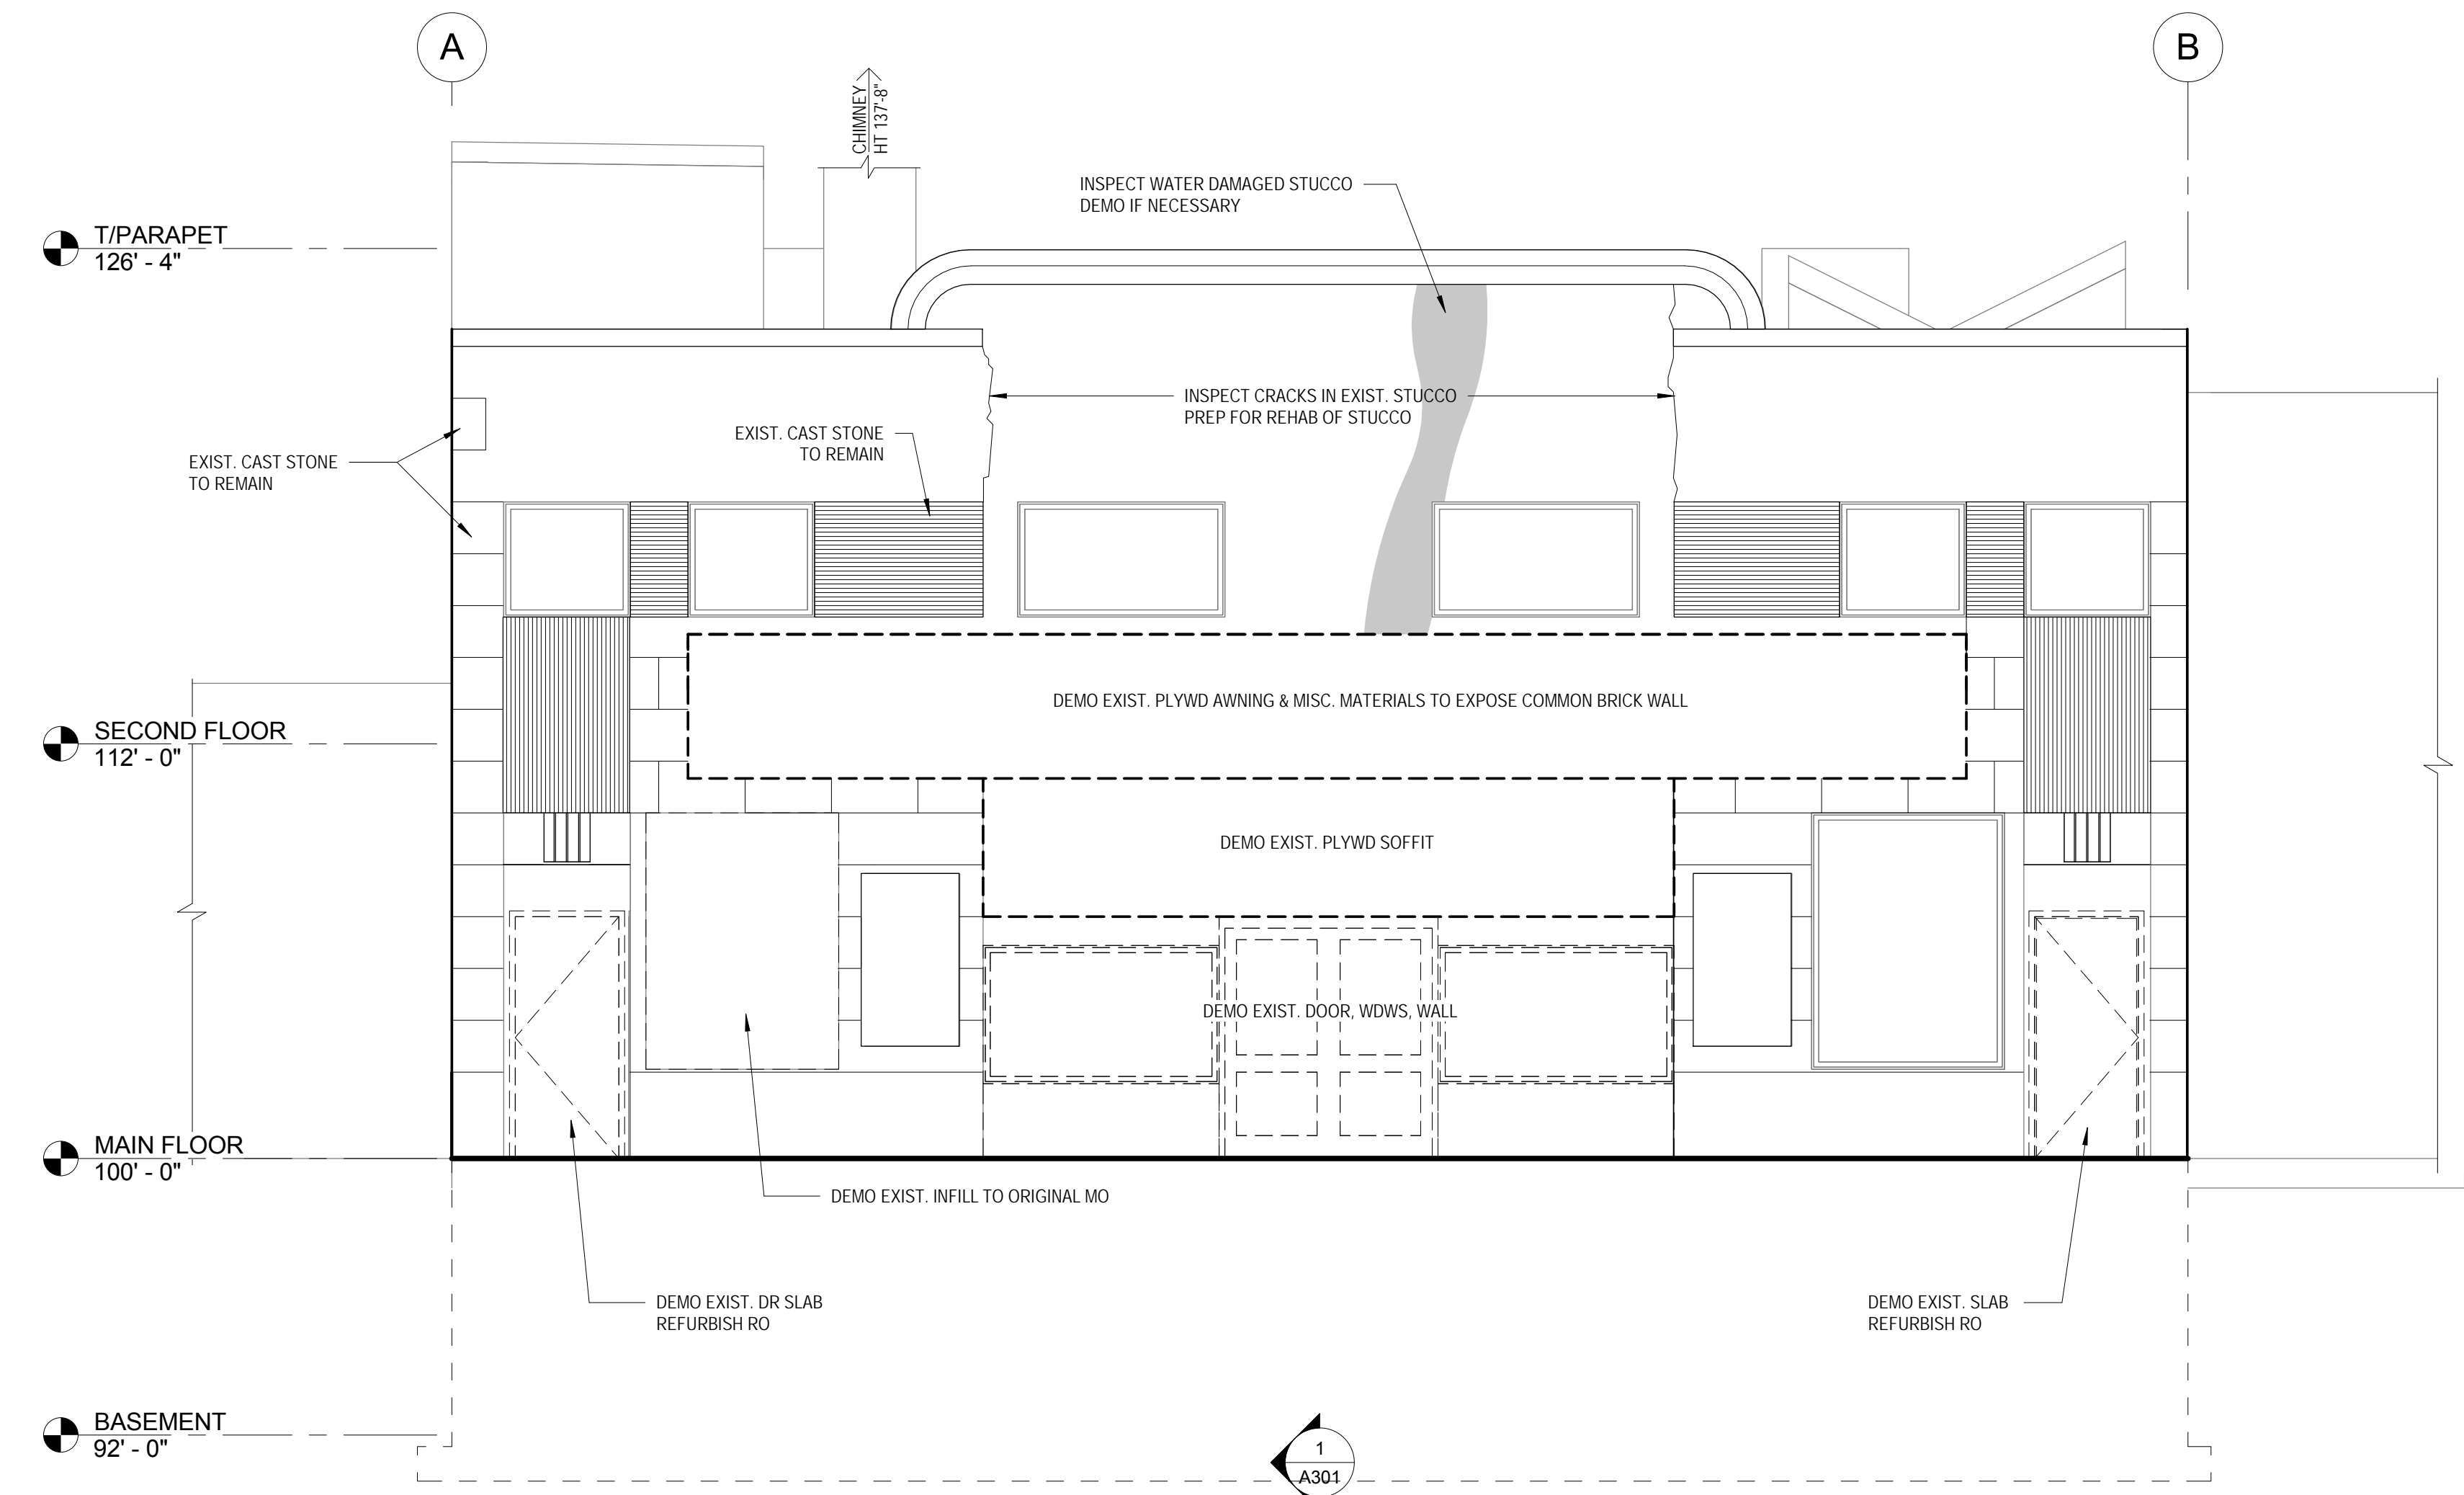 A
B
CHIMNEY
HT 137'-8"
INSPECT WATER DAMAGED STUCCO
DEMO IF NECESSARY
T/PARAPET
126' - 4"
INSPECT CRACKS IN EXIST. STUCCO
PREP FOR REHAB OF STUCCO
EXIST. CAST STONE
TO REMAIN
EXIST. CAST STONE
TO REMAIN
DEMO EXIST. PLYWD AWNING & MISC. MATERIALS TO EXPOSE COMMON BRICK WALL
SECOND FLOOR
112' - 0"
DEMO EXIST. PLYWD SOFFIT
DEMO EXIST. DOOR, WDWS, WALL
MAIN FLOOR
100' - 0"
DEMO EXIST. INFILL TO ORIGINAL MO
DEMO EXIST. DR SLAB
REFURBISH RO
DEMO EXIST. SLAB
REFURBISH RO
BASEMENT
92' - 0"
1
A301